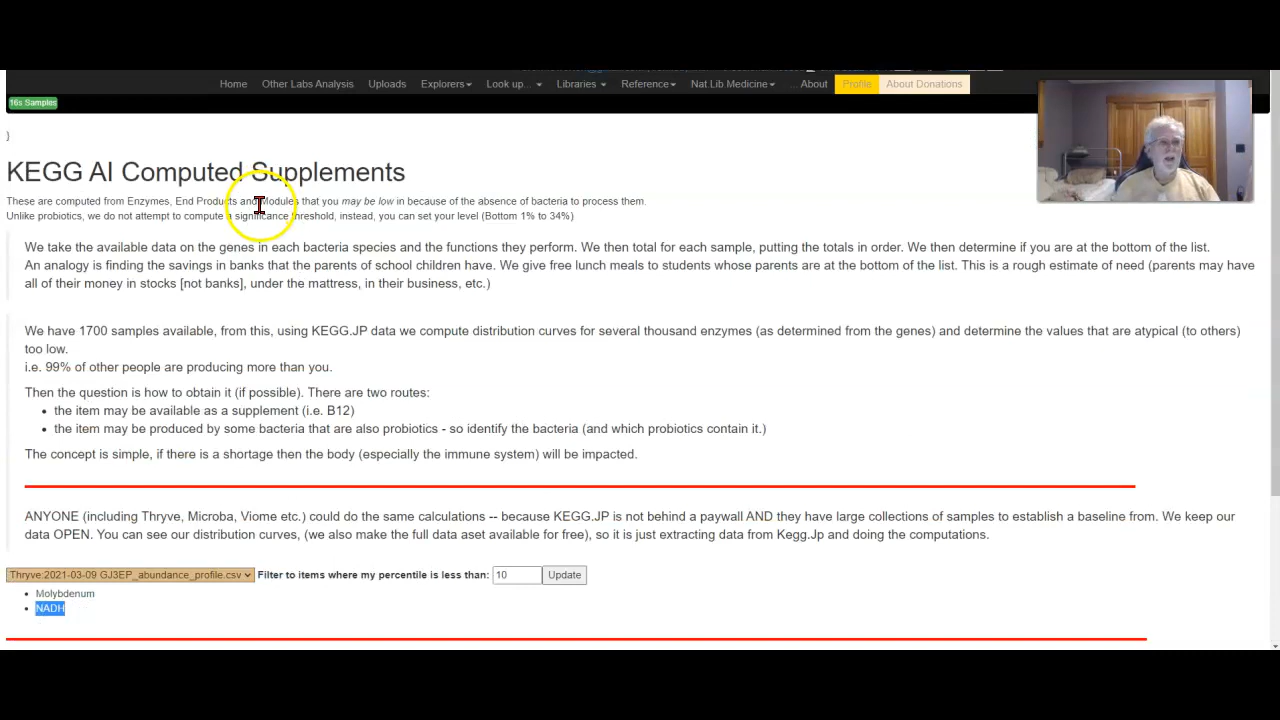 Home Other Labs Analysis Uploads Explorers Look up... Libraries Reference Nat.Lib.Medicine ... About Profile About Donations
16s Samples
}
KEGG AI Computed Supplements
These are computed from Enzymes, End Products and Modules that you may be low in because of the absence of bacteria to process them.
Unlike probiotics, we do not attempt to compute a significance threshold, instead, you can set your level (Bottom 1% to 34%)
We take the available data on the genes in each bacteria species and the functions they perform. We then total for each sample, putting the totals in order. We then determine if you are at the bottom of the list.
An analogy is finding the savings in banks that the parents of school children have. We give free lunch meals to students whose parents are at the bottom of the list. This is a rough estimate of need (parents may have
all of their money in stocks [not banks], under the mattress, in their business, etc.)
We have 1700 samples available, from this, using KEGG.JP data we compute distribution curves for several thousand enzymes (as determined from the genes) and determine the values that are atypical (to others)
too low.
i.e. 99% of other people are producing more than you.
Then the question is how to obtain it (if possible). There are two routes:
• the item may be available as a supplement (i.e. B12)
• the item may be produced by some bacteria that are also probiotics - so identify the bacteria (and which probiotics contain it.)
The concept is simple, if there is a shortage then the body (especially the immune system) will be impacted.
ANYONE (including Thryve, Microba, Viome etc.) could do the same calculations -- because KEGG.JP is not behind a paywall AND they have large collections of samples to establish a baseline from. We keep our
data OPEN. You can see our distribution curves, (we also make the full data aset available for free), so it is just extracting data from Kegg.Jp and doing the computations.
Thryve:2021-03-09 GJ3EP_abundance_profile.csv Filter to items where my percentile is less than: 10 Update
• Molybdenum
• NADH